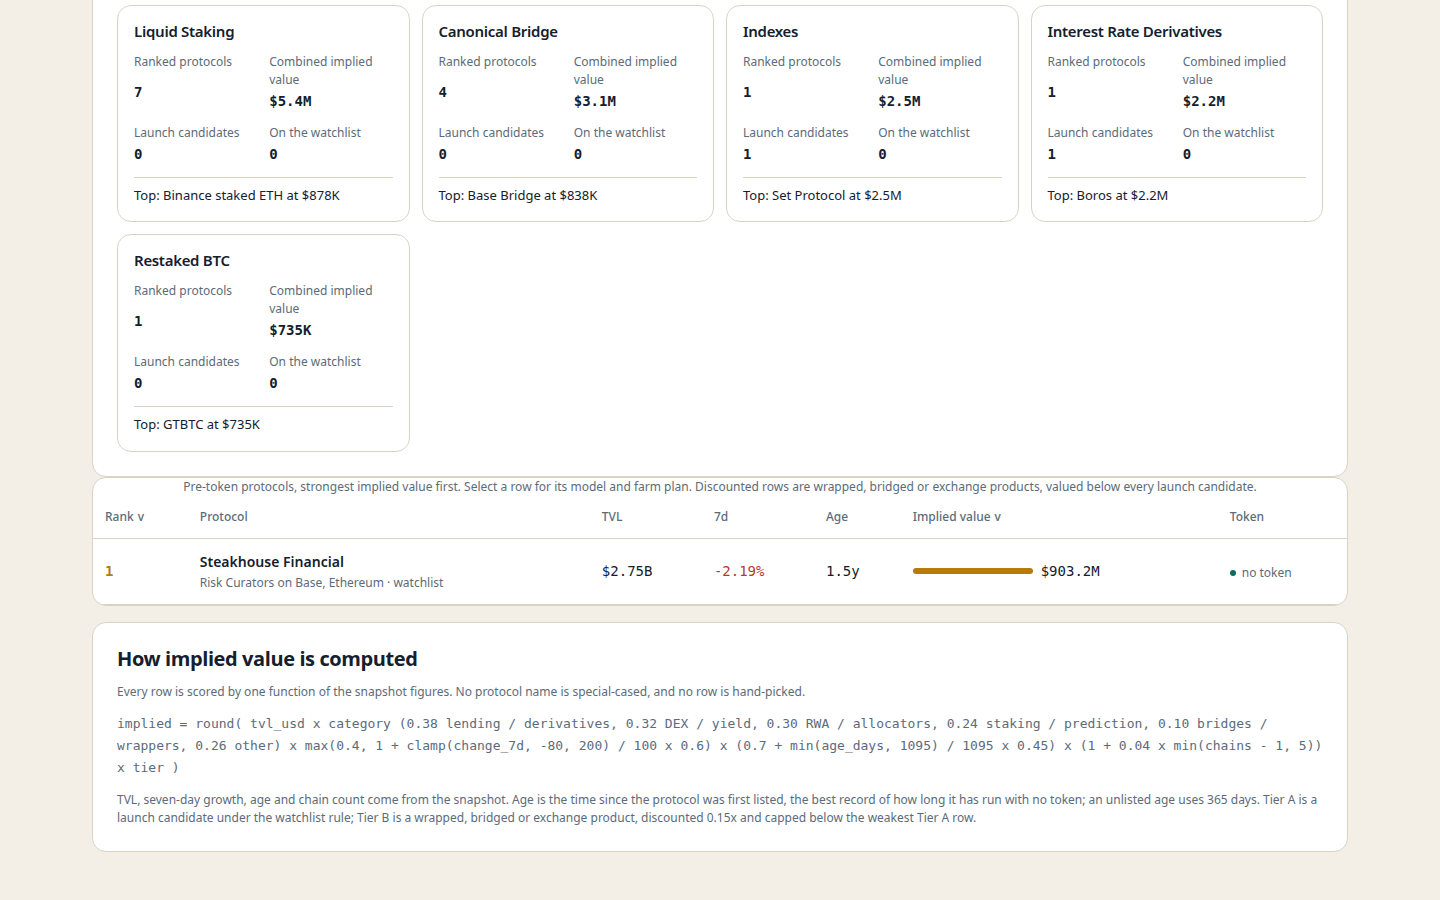 Liquid Staking
Ranked protocols
Combined implied value
7
$5.4M
Launch candidates
On the watchlist
0
0
Top: Binance staked ETH at $878K
Canonical Bridge
Ranked protocols
Combined implied value
4
$3.1M
Launch candidates
On the watchlist
0
0
Top: Base Bridge at $838K
Indexes
Ranked protocols
Combined implied value
1
$2.5M
Launch candidates
On the watchlist
1
0
Top: Set Protocol at $2.5M
Interest Rate Derivatives
Ranked protocols
Combined implied value
1
$2.2M
Launch candidates
On the watchlist
1
0
Top: Boros at $2.2M
Restaked BTC
Ranked protocols
Combined implied value
1
$735K
Launch candidates
On the watchlist
0
0
Top: GTBTC at $735K
Pre-token protocols, strongest implied value first. Select a row for its model and farm plan. Discounted rows are wrapped, bridged or exchange products, valued below every launch candidate.
Rank v Protocol TVL 7d Age Implied value v Token
1 Steakhouse Financial $2.75B -2.19% 1.5y $903.2M no token
Risk Curators on Base, Ethereum · watchlist
How implied value is computed
Every row is scored by one function of the snapshot figures. No protocol name is special-cased, and no row is hand-picked.
implied = round( tvl_usd x category (0.38 lending / derivatives, 0.32 DEX / yield, 0.30 RWA / allocators, 0.24 staking / prediction, 0.10 bridges /
wrappers, 0.26 other) x max(0.4, 1 + clamp(change_7d, -80, 200) / 100 x 0.6) x (0.7 + min(age_days, 1095) / 1095 x 0.45) x (1 + 0.04 x min(chains - 1, 5))
x tier )
TVL, seven-day growth, age and chain count come from the snapshot. Age is the time since the protocol was first listed, the best record of how long it has run with no token; an unlisted age uses 365 days. Tier A is a
launch candidate under the watchlist rule; Tier B is a wrapped, bridged or exchange product, discounted 0.15x and capped below the weakest Tier A row.